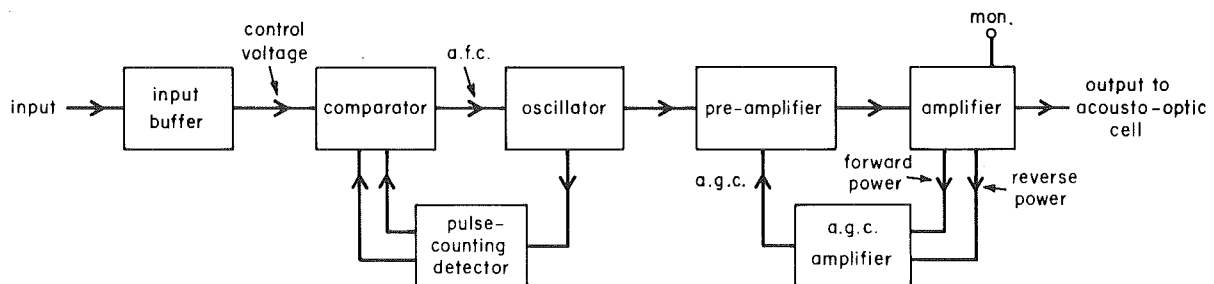 mon.
control
voltage
a.f.c.
input
input
buffer
comparator
oscillator
pre-amplifier
amplifier
output to
acousto-optic
cell
a.g.c.
forward
power
reverse
power
pulse-
counting
detector
a.g.c.
amplifier